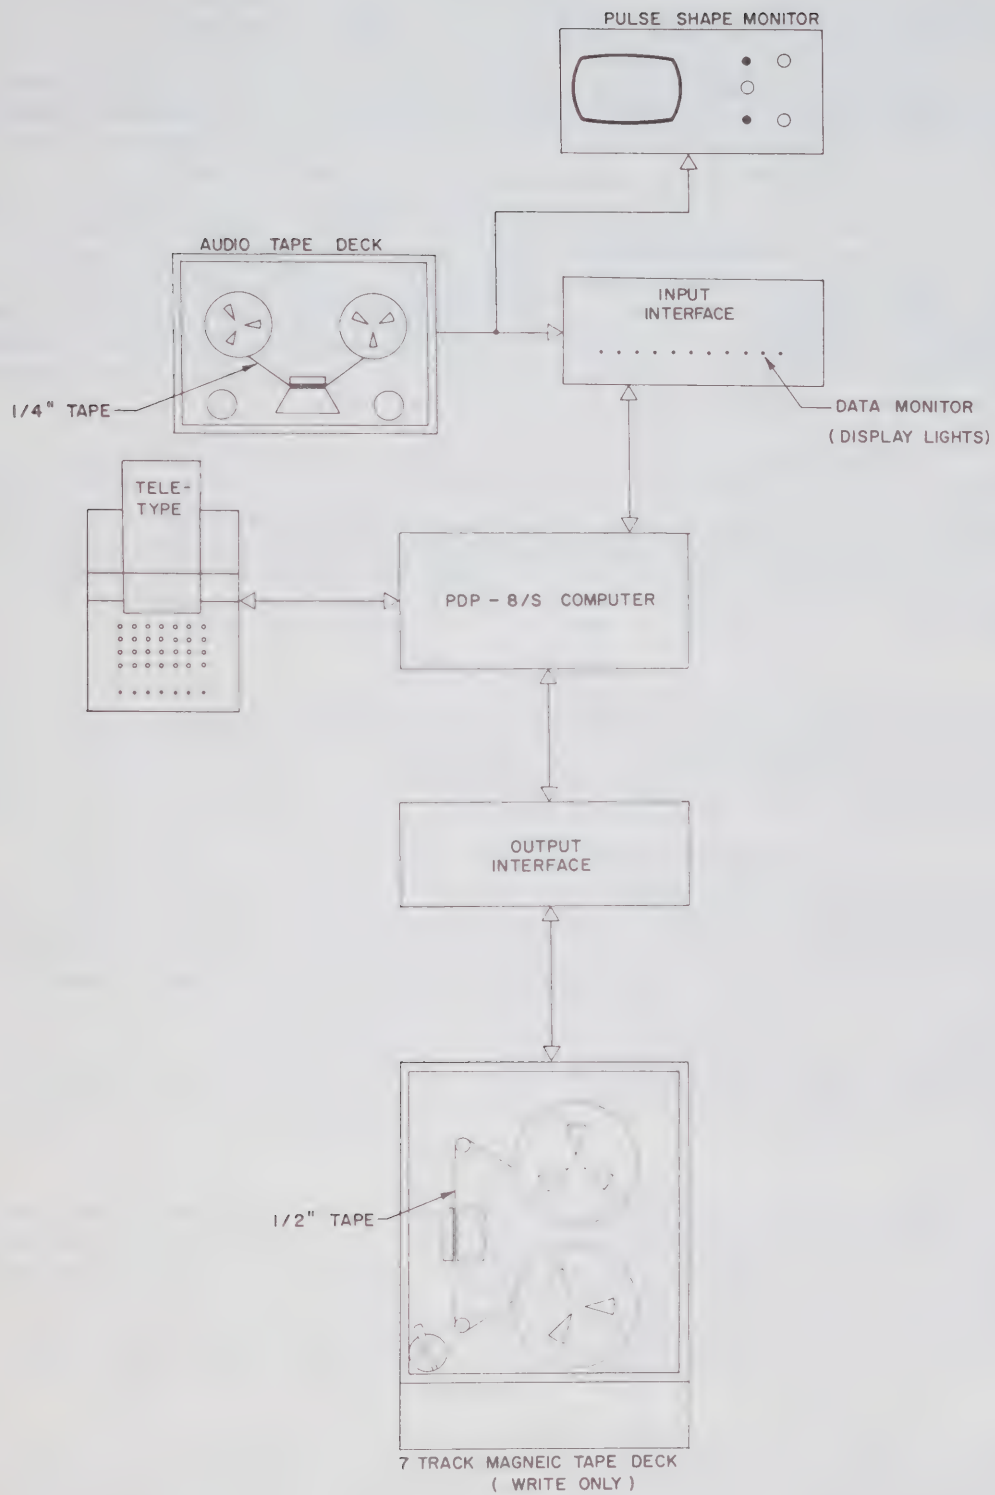 PULSE SHAPE MONITOR
AUDIO TAPE DECK
INPUT
INTERFACE
1/4" TAPE
DATA MONITOR
(DISPLAY LIGHTS)
TELE-
TYPE
PDP - 8/S COMPUTER
OUTPUT
INTERFACE
1/2" TAPE
7 TRACK MAGNEIC TAPE DECK
( WRITE ONLY )